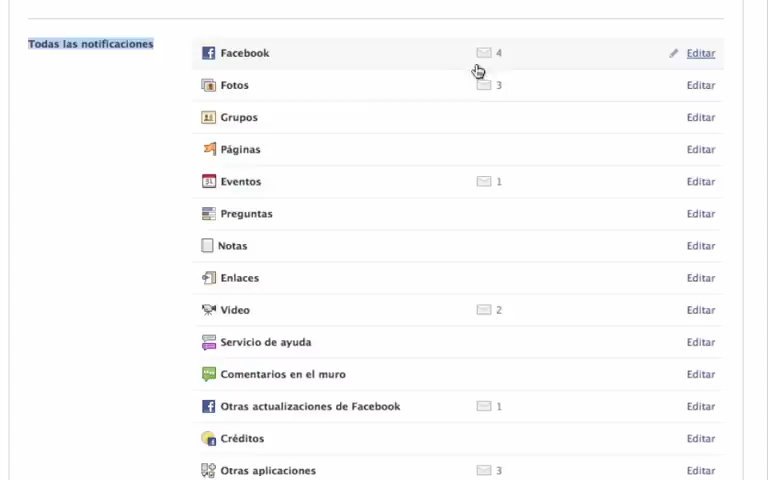 Todas las notificaciones
Facebook 4 Editar
Fotos 3 Editar
Grupos Editar
Páginas Editar
Eventos 1 Editar
Preguntas Editar
Notas Editar
Enlaces Editar
Video 2 Editar
Servicio de ayuda Editar
Comentarios en el muro Editar
Otras actualizaciones de Facebook 1 Editar
Créditos Editar
Otras aplicaciones 3 Editar